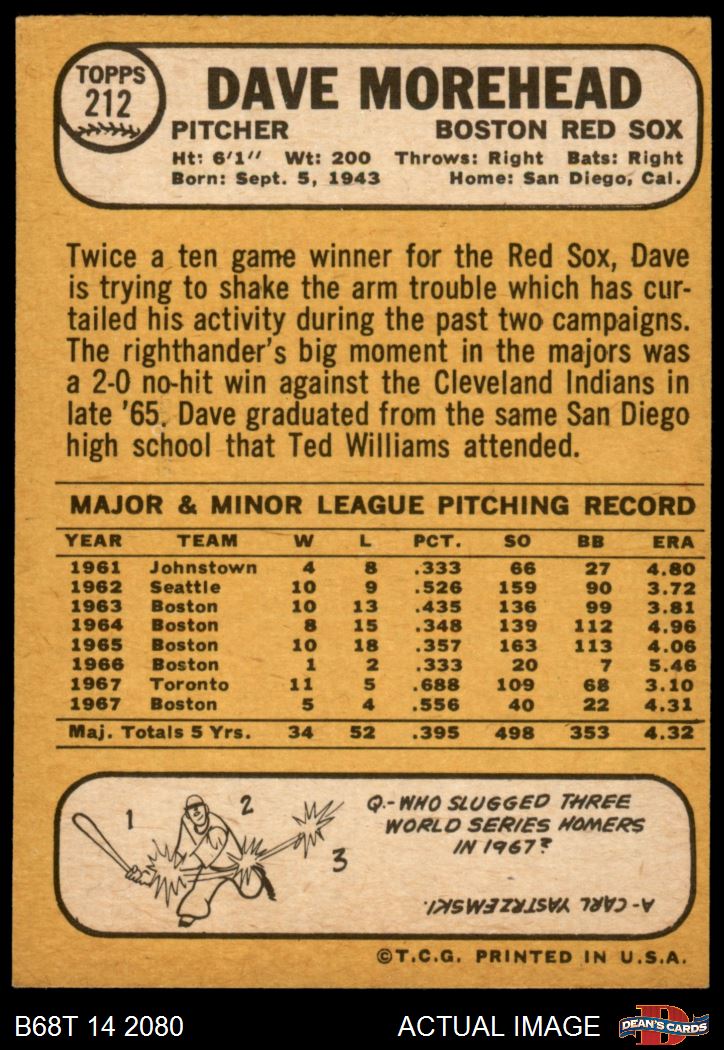 TOPPS
212
DAVE MOREHEAD
PITCHER BOSTON RED SOX
Ht: 6'1" Wt: 200 Throws: Right Bats: Right
Born: Sept. 5, 1943 Home: San Diego, Cal.
Twice a ten game winner for the Red Sox, Dave
is trying to shake the arm trouble which has cur-
tailed his activity during the past two campaigns.
The righthander's big moment in the majors was
a 2-0 no-hit win against the Cleveland Indians in
late '65. Dave graduated from the same San Diego
high school that Ted Williams attended.
MAJOR & MINOR LEAGUE PITCHING RECORD
YEAR TEAM W L PCT. SO BB ERA
1961 Johnstown 4 8 .333 66 27 4.80
1962 Seattle 10 9 .526 159 90 3.72
1963 Boston 10 13 .435 136 99 3.81
1964 Boston 8 15 .348 139 112 4.96
1965 Boston 10 18 .357 163 113 4.06
1966 Boston 1 2 .333 20 7 5.46
1967 Toronto 11 5 .688 109 68 3.10
1967 Boston 5 4 .556 40 22 4.31
Maj. Totals 5 Yrs. 34 52 .395 498 353 4.32
1 2 3
Q.-WHO SLUGGED THREE
WORLD SERIES HOMERS
IN 1967?
A-CARL YASTRZEMSKI.
©T.C.G. PRINTED IN U.S.A.
B68T 14 2080 ACTUAL IMAGE
D
DEAN'S CARDS